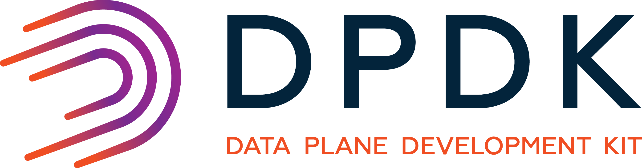 DPDK
DATA PLANE DEVELOPMENT KIT